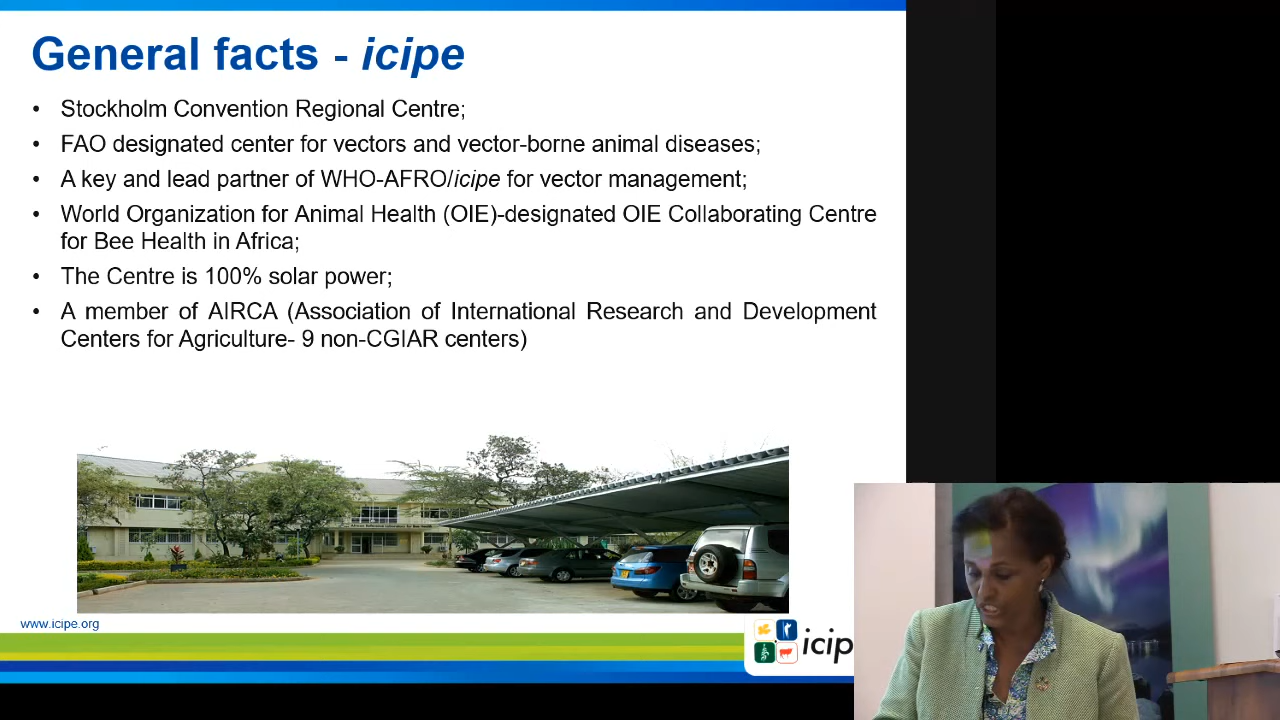 General facts - icipe
• Stockholm Convention Regional Centre;
• FAO designated center for vectors and vector-borne animal diseases;
• A key and lead partner of WHO-AFRO/icipe for vector management;
• World Organization for Animal Health (OIE)-designated OIE Collaborating Centre
for Bee Health in Africa;
• The Centre is 100% solar power;
• A member of AIRCA (Association of International Research and Development
Centers for Agriculture- 9 non-CGIAR centers)
www.icipe.org
icip